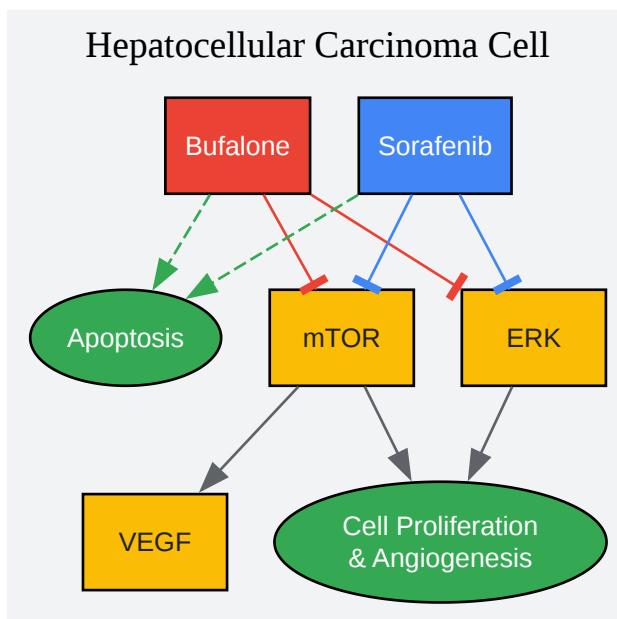 Hepatocellular Carcinoma Cell
Bufalone
Sorafenib
Apoptosis
mTOR
ERK
VEGF
Cell Proliferation
& Angiogenesis